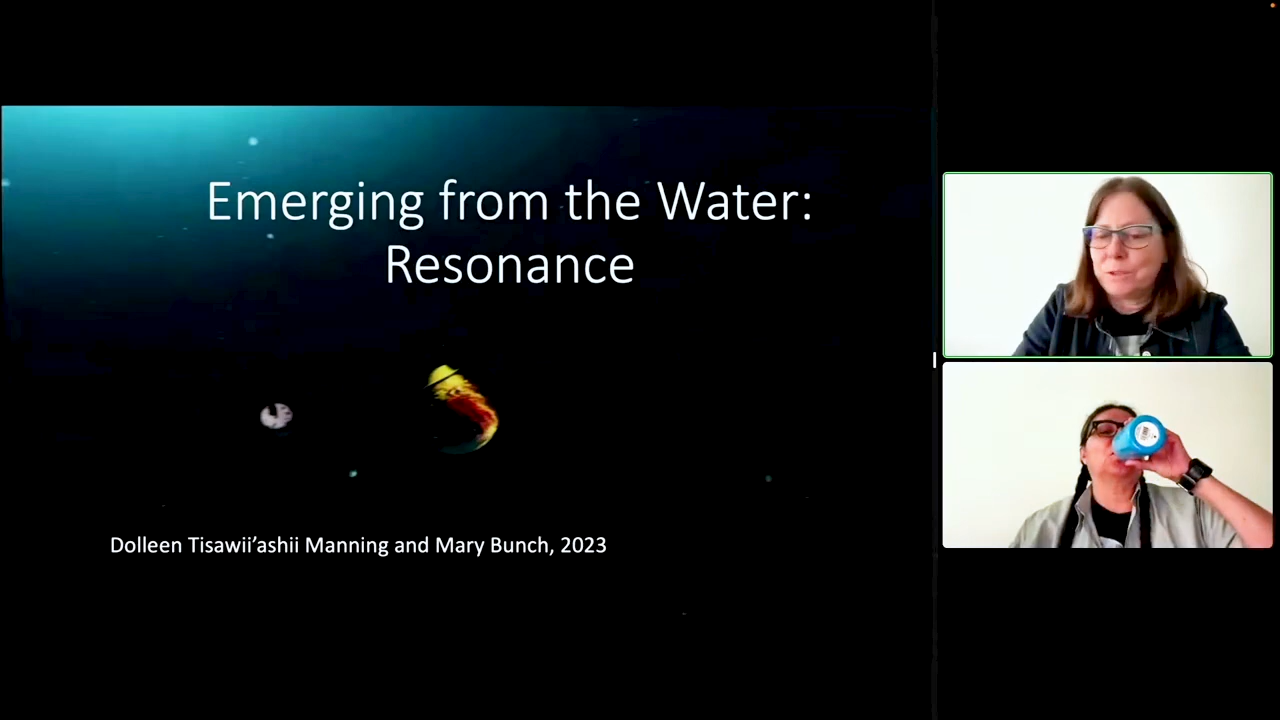 Emerging from the Water:
Resonance
Dolleen Tisawii’ashii Manning and Mary Bunch, 2023